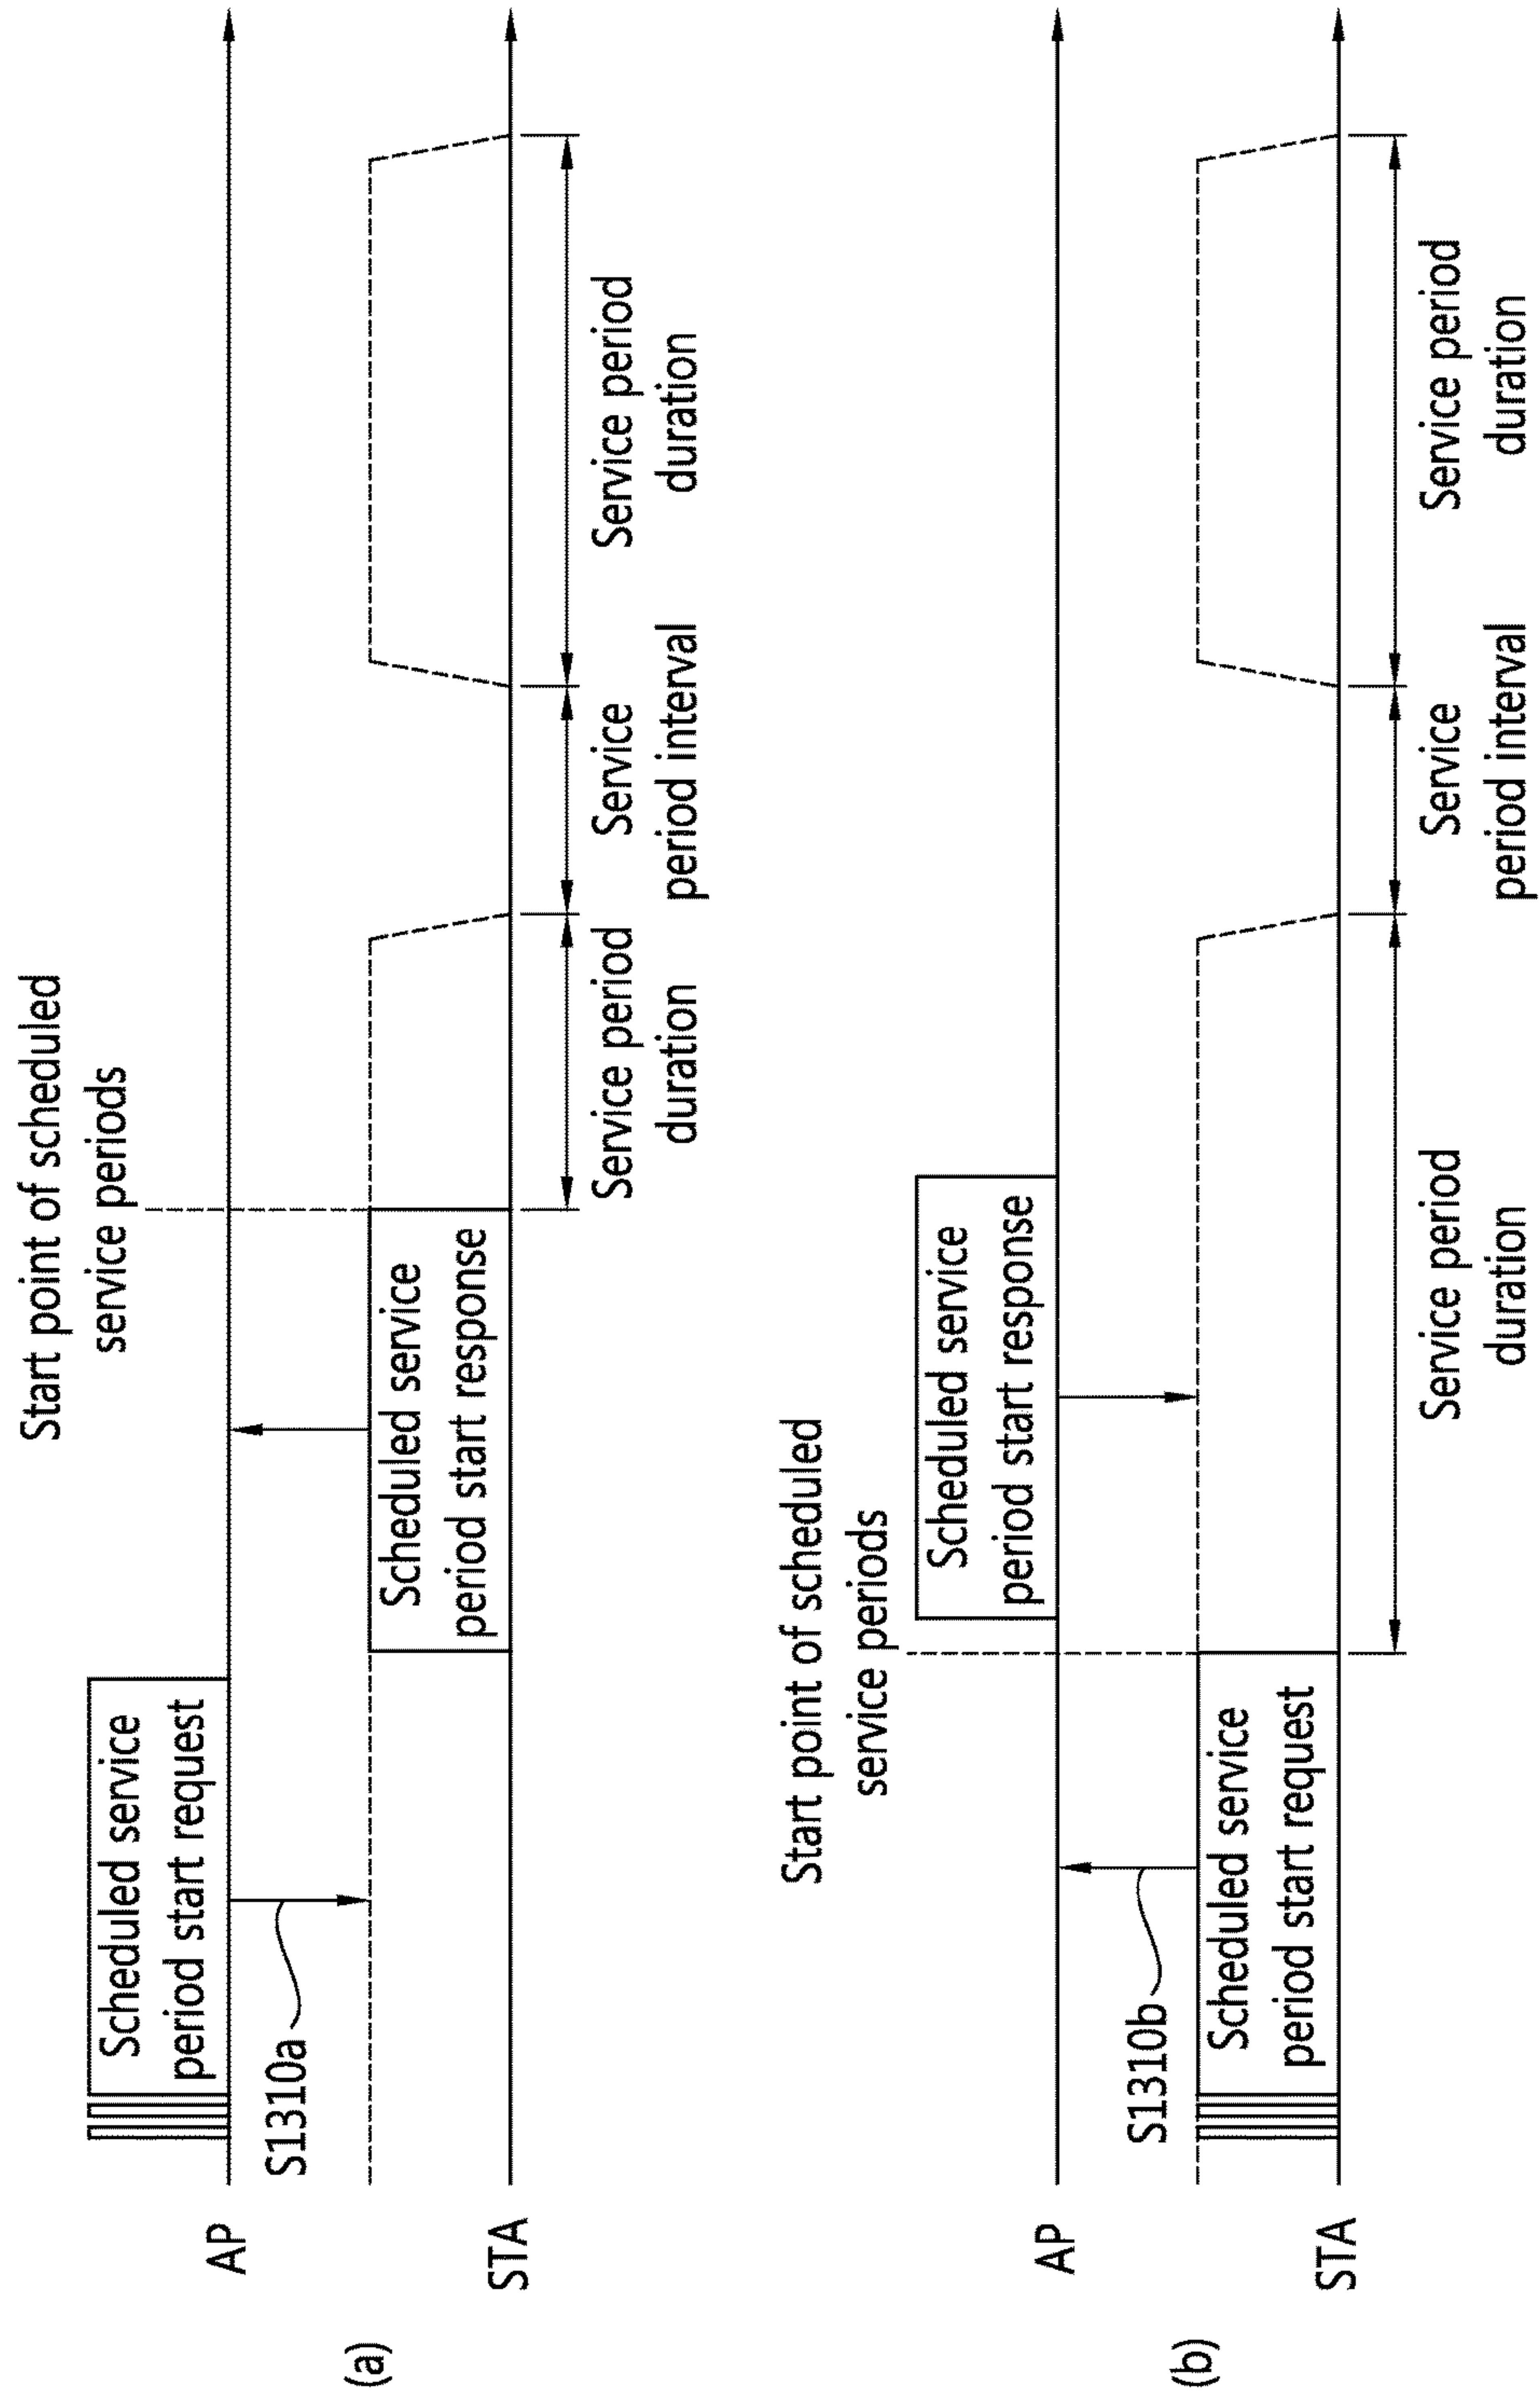 Start point of scheduled
service periods
Scheduled service
period start request
AP
S1310a
Scheduled service
period start response
STA
(a)
Service period
duration
Service
period interval
Service period
duration
Start point of scheduled
service periods
Scheduled service
period start response
AP
S1310b
Scheduled service
period start request
STA
(b)
Service period
duration
Service
period interval
Service period
duration